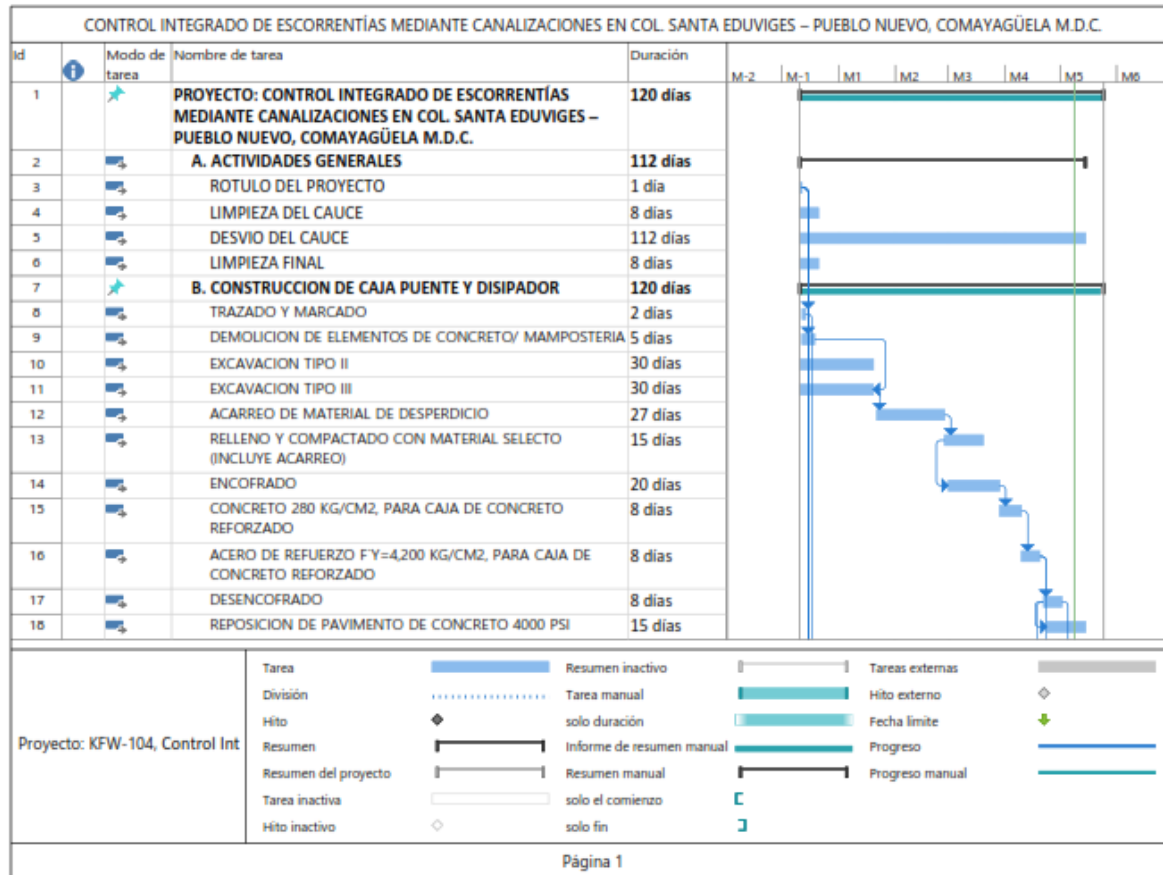 CONTROL INTEGRADO DE ESCORRENTÍAS MEDIANTE CANALIZACIONES EN COL. SANTA EDUVIGES – PUEBLO NUEVO, COMAYAGÜELA M.D.C.
Id Modo de tarea Nombre de tarea Duración M-2 M-1 M1 M2 M3 M4 M5 M6
1 PROYECTO: CONTROL INTEGRADO DE ESCORRENTÍAS 120 días
MEDIANTE CANALIZACIONES EN COL. SANTA EDUVIGES –
PUEBLO NUEVO, COMAYAGÜELA M.D.C.
2 A. ACTIVIDADES GENERALES 112 días
3 ROTULO DEL PROYECTO 1 día
4 LIMPIEZA DEL CAUCE 8 días
5 DESVIO DEL CAUCE 112 días
6 LIMPIEZA FINAL 8 días
7 B. CONSTRUCCION DE CAJA PUENTE Y DISIPADOR 120 días
8 TRAZADO Y MARCADO 2 días
9 DEMOLICION DE ELEMENTOS DE CONCRETO/ MAMPOSTERIA 5 días
10 EXCAVACION TIPO II 30 días
11 EXCAVACION TIPO III 30 días
12 ACARREO DE MATERIAL DE DESPERDICIO 27 días
13 RELLENO Y COMPACTADO CON MATERIAL SELECTO 15 días
(INCLUYE ACARREO)
14 ENCOFRADO 20 días
15 CONCRETO 280 KG/CM2, PARA CAJA DE CONCRETO 8 días
REFORZADO
16 ACERO DE REFUERZO F'Y=4,200 KG/CM2, PARA CAJA DE 8 días
CONCRETO REFORZADO
17 DESENCOFRADO 8 días
18 REPOSICION DE PAVIMENTO DE CONCRETO 4000 PSI 15 días
Proyecto: KFW-104, Control Int
Tarea Resumen inactivo Tareas externas
División Tarea manual Hito externo
Hito solo duración Fecha límite
Resumen Informe de resumen manual Progreso
Resumen del proyecto Resumen manual Progreso manual
Tarea inactiva solo el comienzo
Hito inactivo solo fin
Página 1